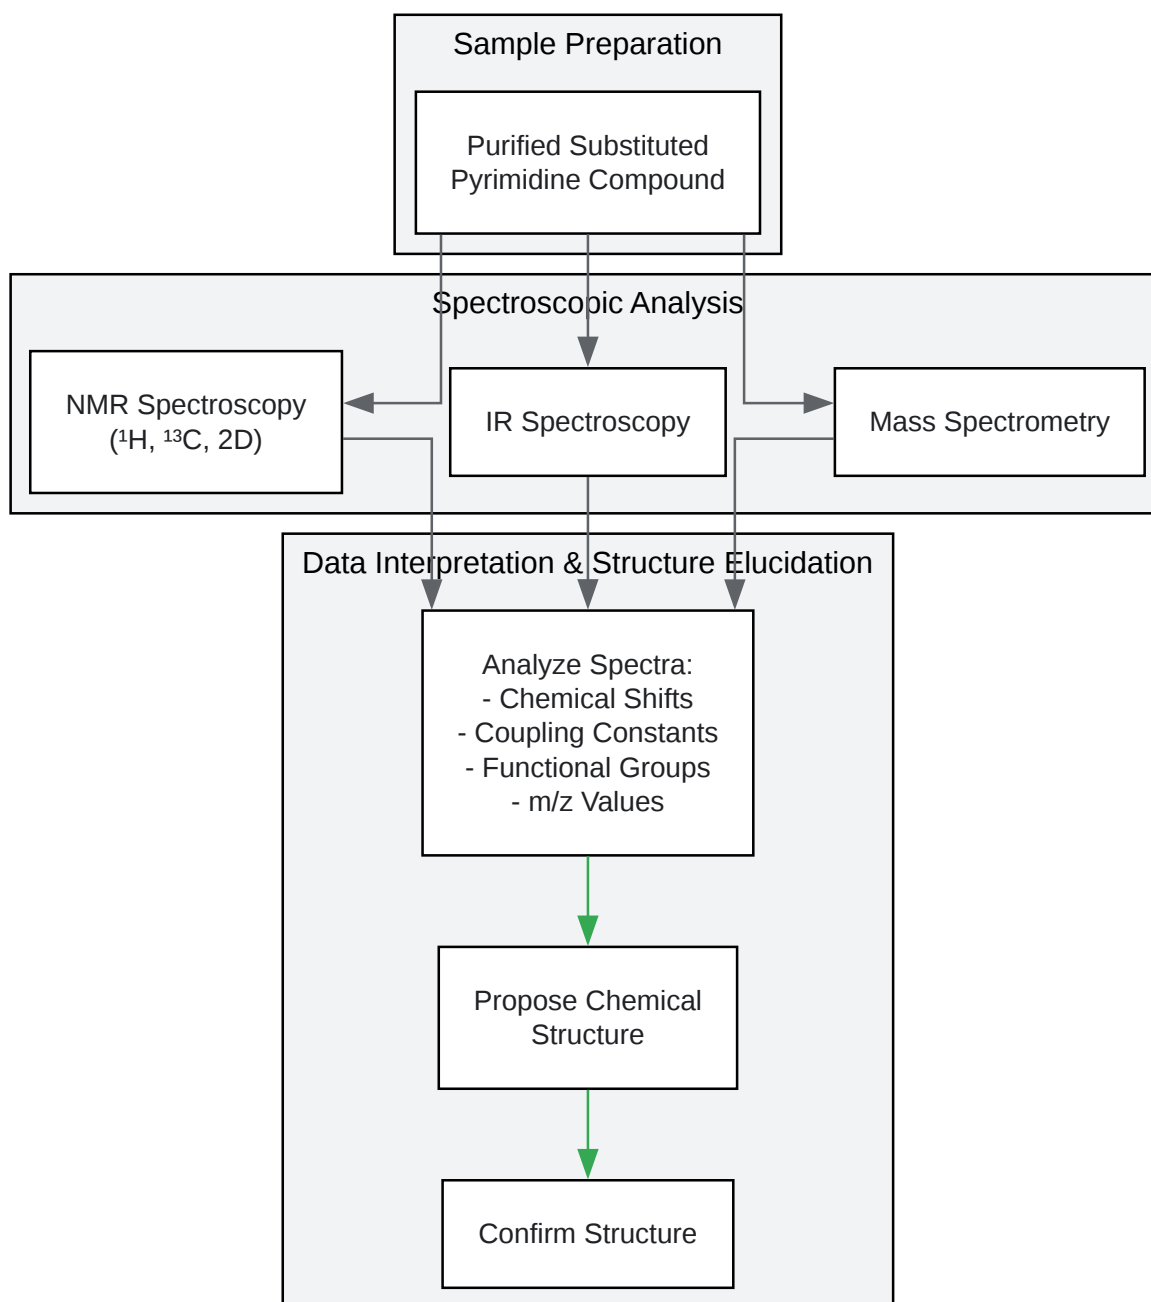 Sample Preparation
Purified Substituted
Pyrimidine Compound
Spectroscopic Analysis
NMR Spectroscopy
(¹H, ¹³C, 2D)
IR Spectroscopy
Mass Spectrometry
Data Interpretation & Structure Elucidation
Analyze Spectra:
- Chemical Shifts
- Coupling Constants
- Functional Groups
- m/z Values
Propose Chemical
Structure
Confirm Structure